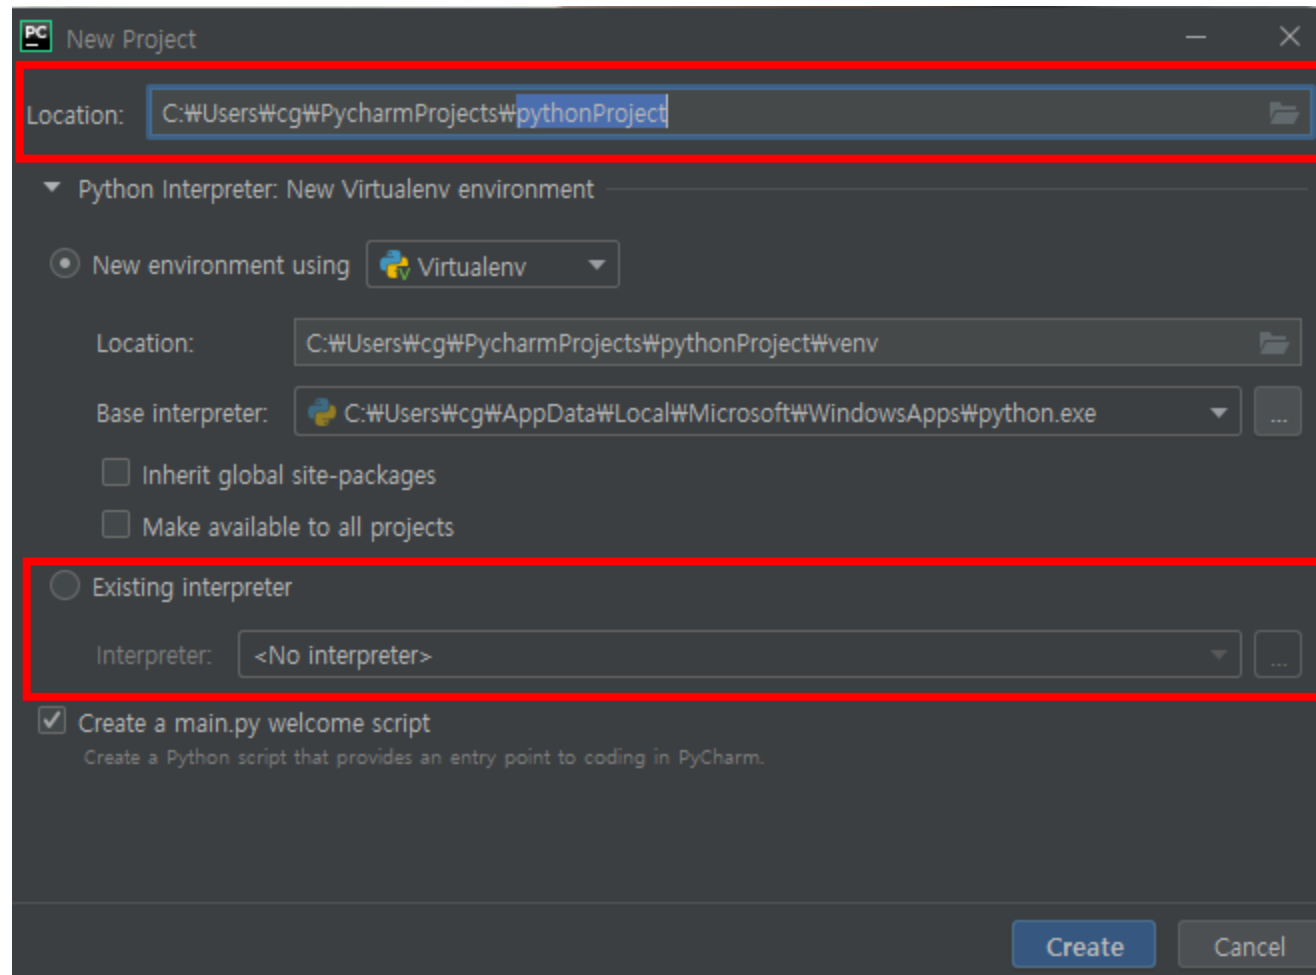 PC New Project
Location: C:₩Users₩cg₩PycharmProjects₩pythonProject
Python Interpreter: New Virtualenv environment
New environment using Virtualenv
Location: C:₩Users₩cg₩PycharmProjects₩pythonProject₩venv
Base interpreter: C:₩Users₩cg₩AppData₩Local₩Microsoft₩WindowsApps₩python.exe ...
Inherit global site-packages
Make available to all projects
Existing interpreter
Interpreter: <No interpreter> ...
Create a main.py welcome script
Create a Python script that provides an entry point to coding in PyCharm.
Create Cancel